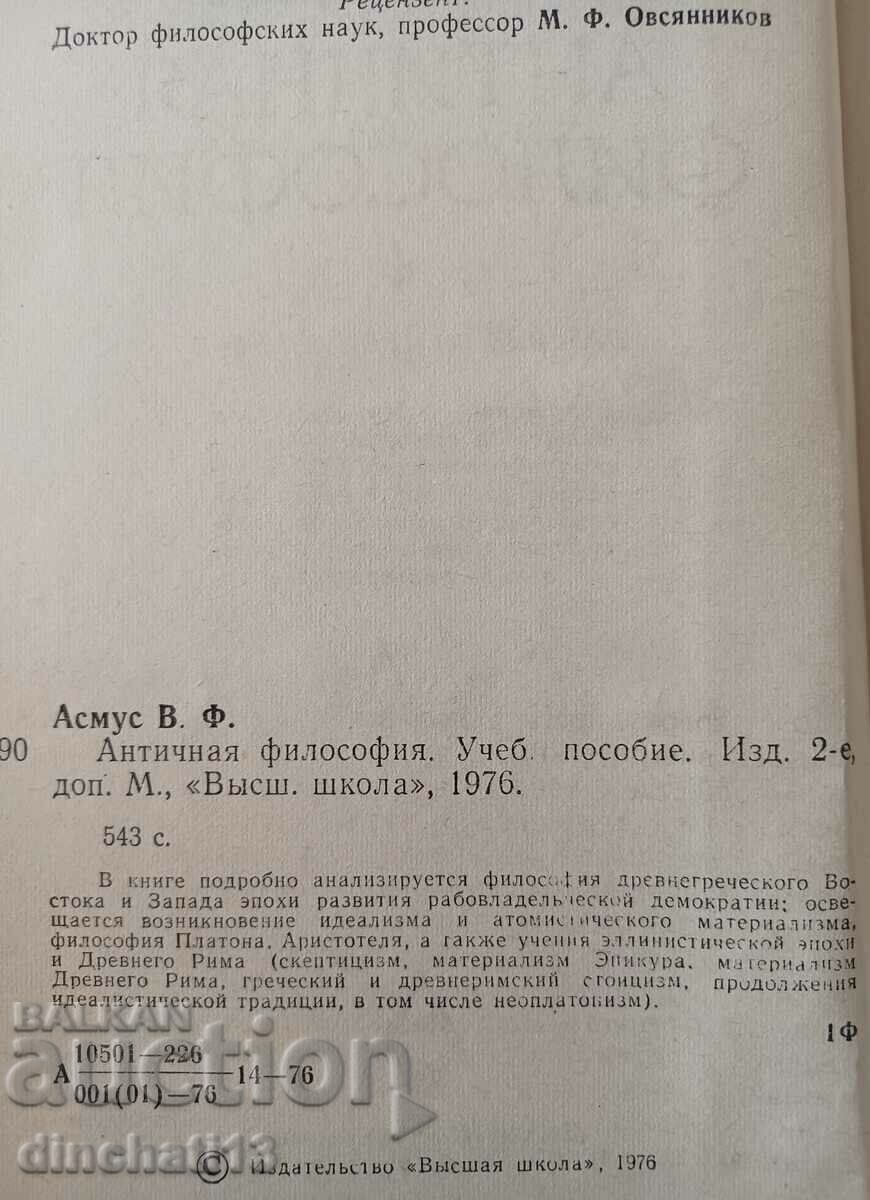 Рецензент:
Доктор философских наук, профессор М. Ф. Овсянников
Асмус В. Ф.
90 Античная философия. Учеб. пособие. Изд. 2-е,
доп. М., «Высш. школа», 1976.
543 с.
В книге подробно анализируется философия древнегреческого Во-
стока и Запада эпохи развития рабовладельческой демократии; осве-
щается возникновение идеализма и атомистического материализма,
философия Платона, Аристотеля, а также учения эллинистической эпохи
и Древнего Рима (скептицизм, материализм Эпикура, материализм
Древнего Рима, греческий и древнеримский стоицизм, продолжения
идеалистической традиции, в том числе неоплатонизм).
1Ф
10501—226
А 14—76
001(01)—76
BALKAN
auction
dinchati13
© Издательство «Высшая школа», 1976